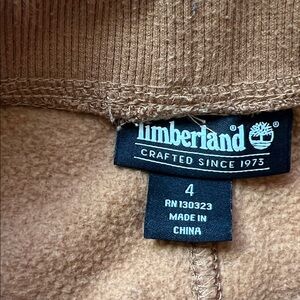 Timberland®
CRAFTED SINCE 1973
4
RN 130323
MADE IN
CHINA